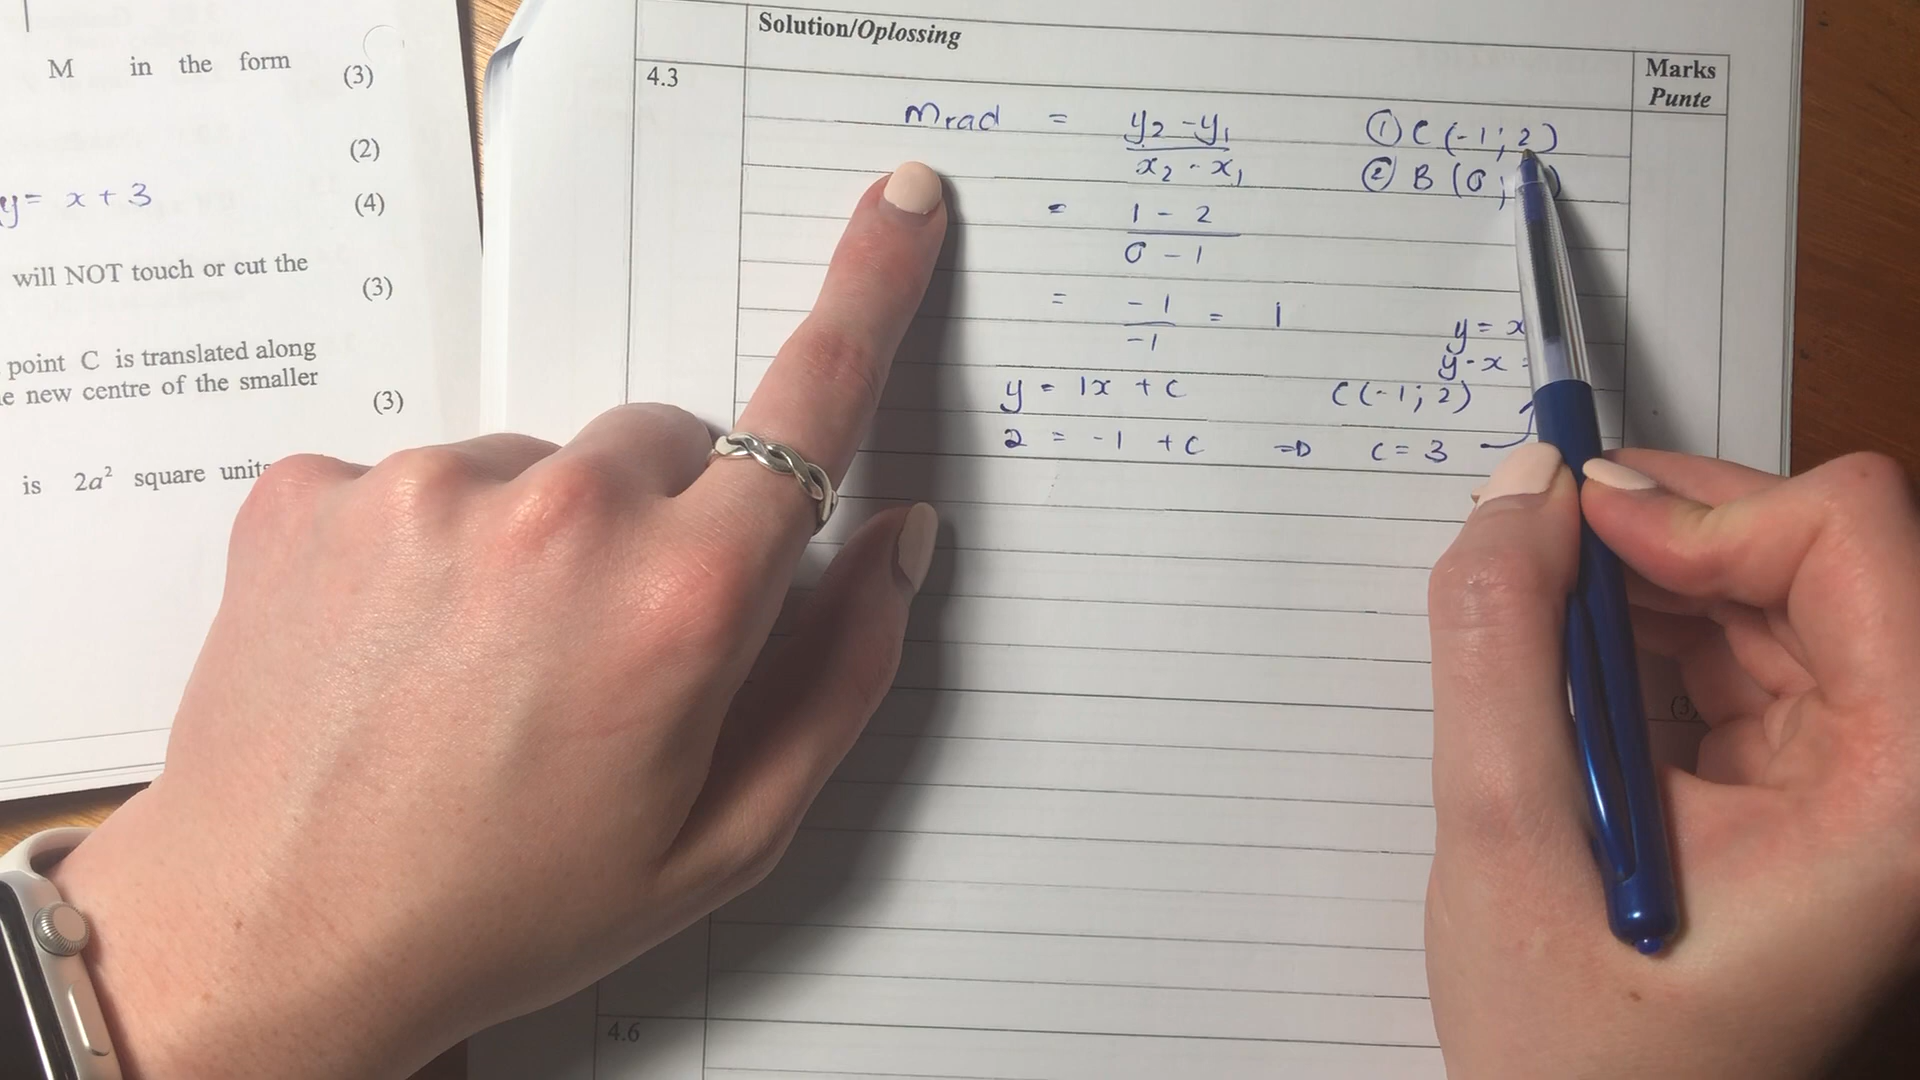 M in the form
(3)
(2)
y = x + 3
(4)
will NOT touch or cut the
(3)
point C is translated along
new centre of the smaller
(3)
is 2a² square units
Solution/Oplossing
Marks
Punte
4.3
Mrad = y₂ - y₁ / x₂ - x₁
① C (-1 ; 2)
② B (0 ;
= 1 - 2 / 0 - 1
= -1 / -1 = 1
y = x
y - x =
y = 1x + C C(-1 ; 2)
2 = -1 + C => C = 3
(3)
4.6